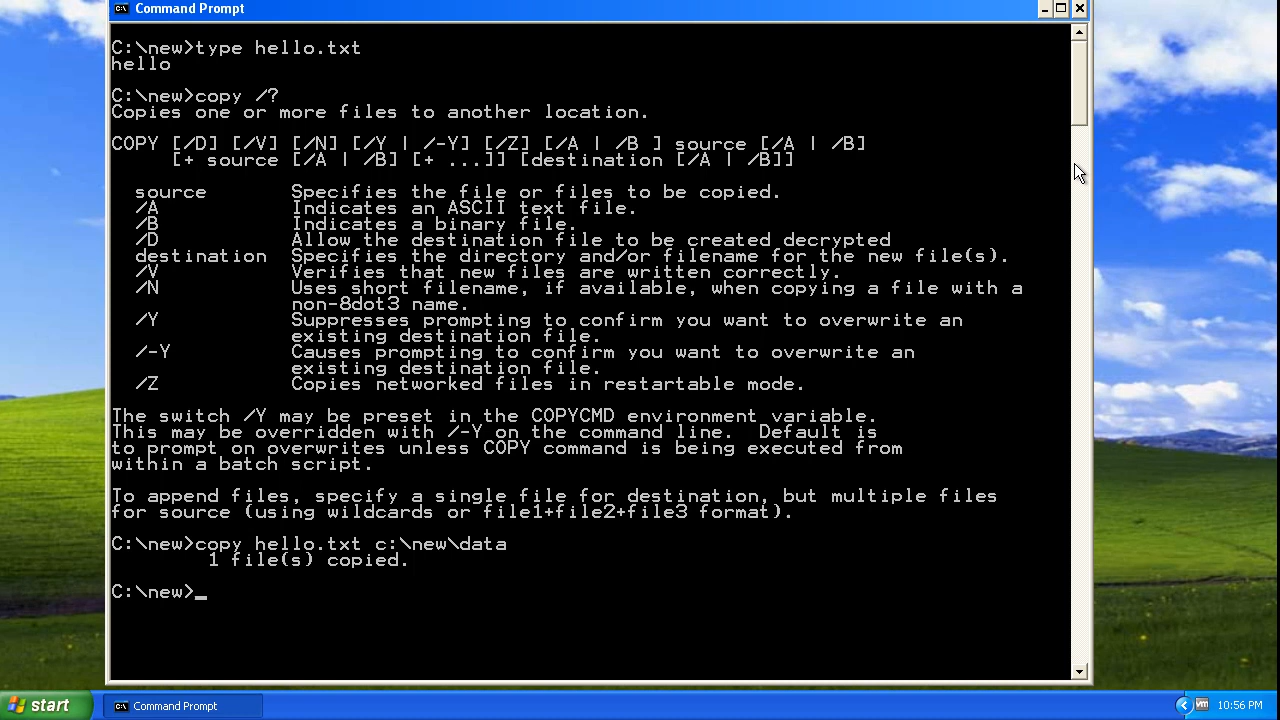 Command Prompt
C:\new>type hello.txt
hello
C:\new>copy /?
Copies one or more files to another location.
COPY [/D] [/V] [/N] [/Y | /-Y] [/Z] [/A | /B ] source [/A | /B]
[+ source [/A | /B] [+ ...]] [destination [/A | /B]]
source Specifies the file or files to be copied.
/A Indicates an ASCII text file.
/B Indicates a binary file.
/D Allow the destination file to be created decrypted
destination Specifies the directory and/or filename for the new file(s).
/V Verifies that new files are written correctly.
/N Uses short filename, if available, when copying a file with a
non-8dot3 name.
/Y Suppresses prompting to confirm you want to overwrite an
existing destination file.
/-Y Causes prompting to confirm you want to overwrite an
existing destination file.
/Z Copies networked files in restartable mode.
The switch /Y may be preset in the COPYCMD environment variable.
This may be overridden with /-Y on the command line.  Default is
to prompt on overwrites unless COPY command is being executed from
within a batch script.
To append files, specify a single file for destination, but multiple files
for source (using wildcards or file1+file2+file3 format).
C:\new>copy hello.txt c:\new\data
1 file(s) copied.
C:\new>_
start Command Prompt vm 10:56 PM